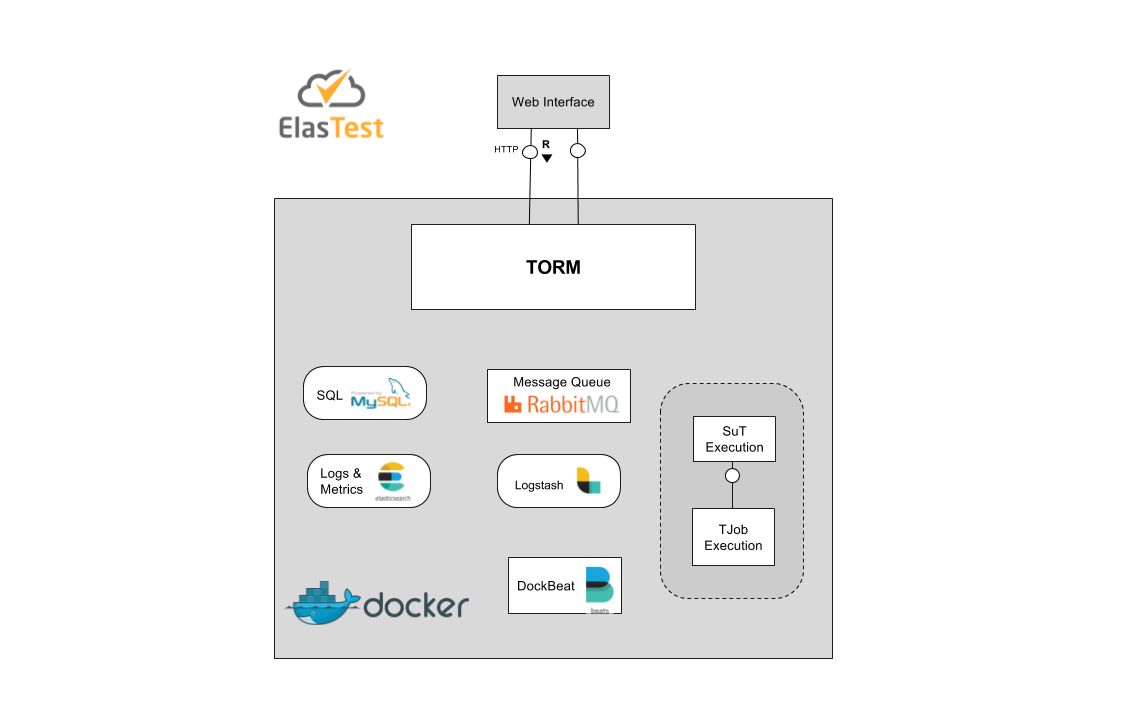 ElasTest
Web Interface
HTTP
R
TORM
SQL
Powered by
MySQL.
Message Queue
RabbitMQ
SuT
Execution
Logs &
Metrics
elasticsearch
Logstash
TJob
Execution
DockBeat
beats
docker